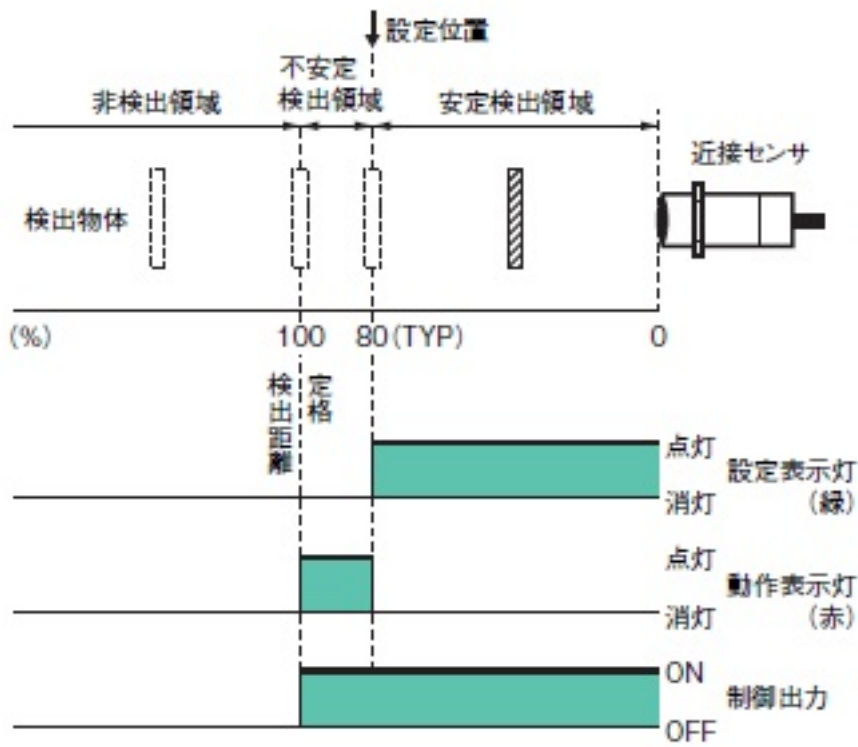 設定位置
不安定
非検出領域
検出領域
安定検出領域
近接センサ
検出物体
(%)
100
80(TYP)
0
定格
検出距離
点灯
設定表示灯
消灯
(緑)
点灯
動作表示灯
消灯
(赤)
ON
制御出力
OFF